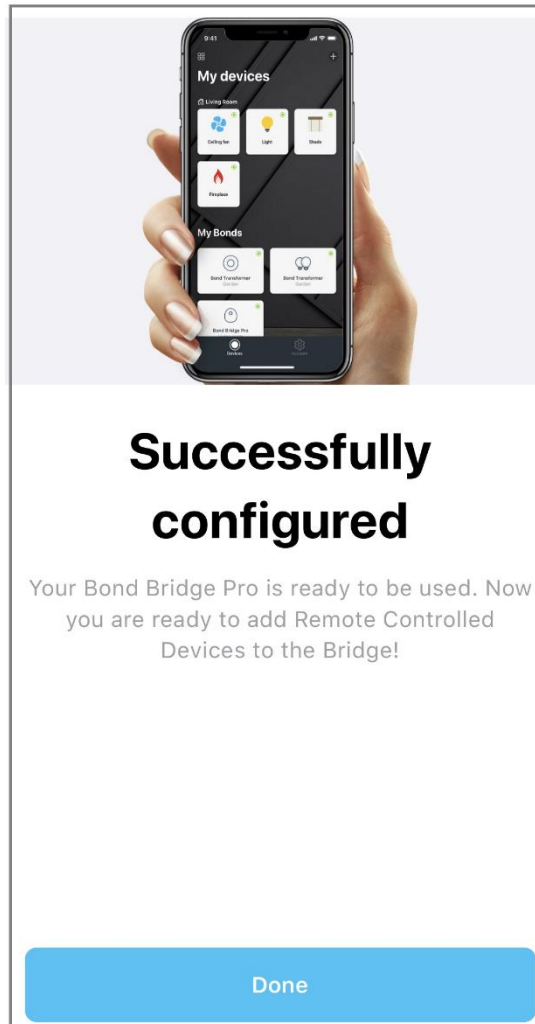 9:41
My devices
Living Room
Ceiling fan
Light
Shade
Fireplace
My Bonds
Bond Transformer
Garden
Bond Transformer
Garden
Bond Bridge Pro
Devices
Account
Successfully
configured
Your Bond Bridge Pro is ready to be used. Now
you are ready to add Remote Controlled
Devices to the Bridge!
Done